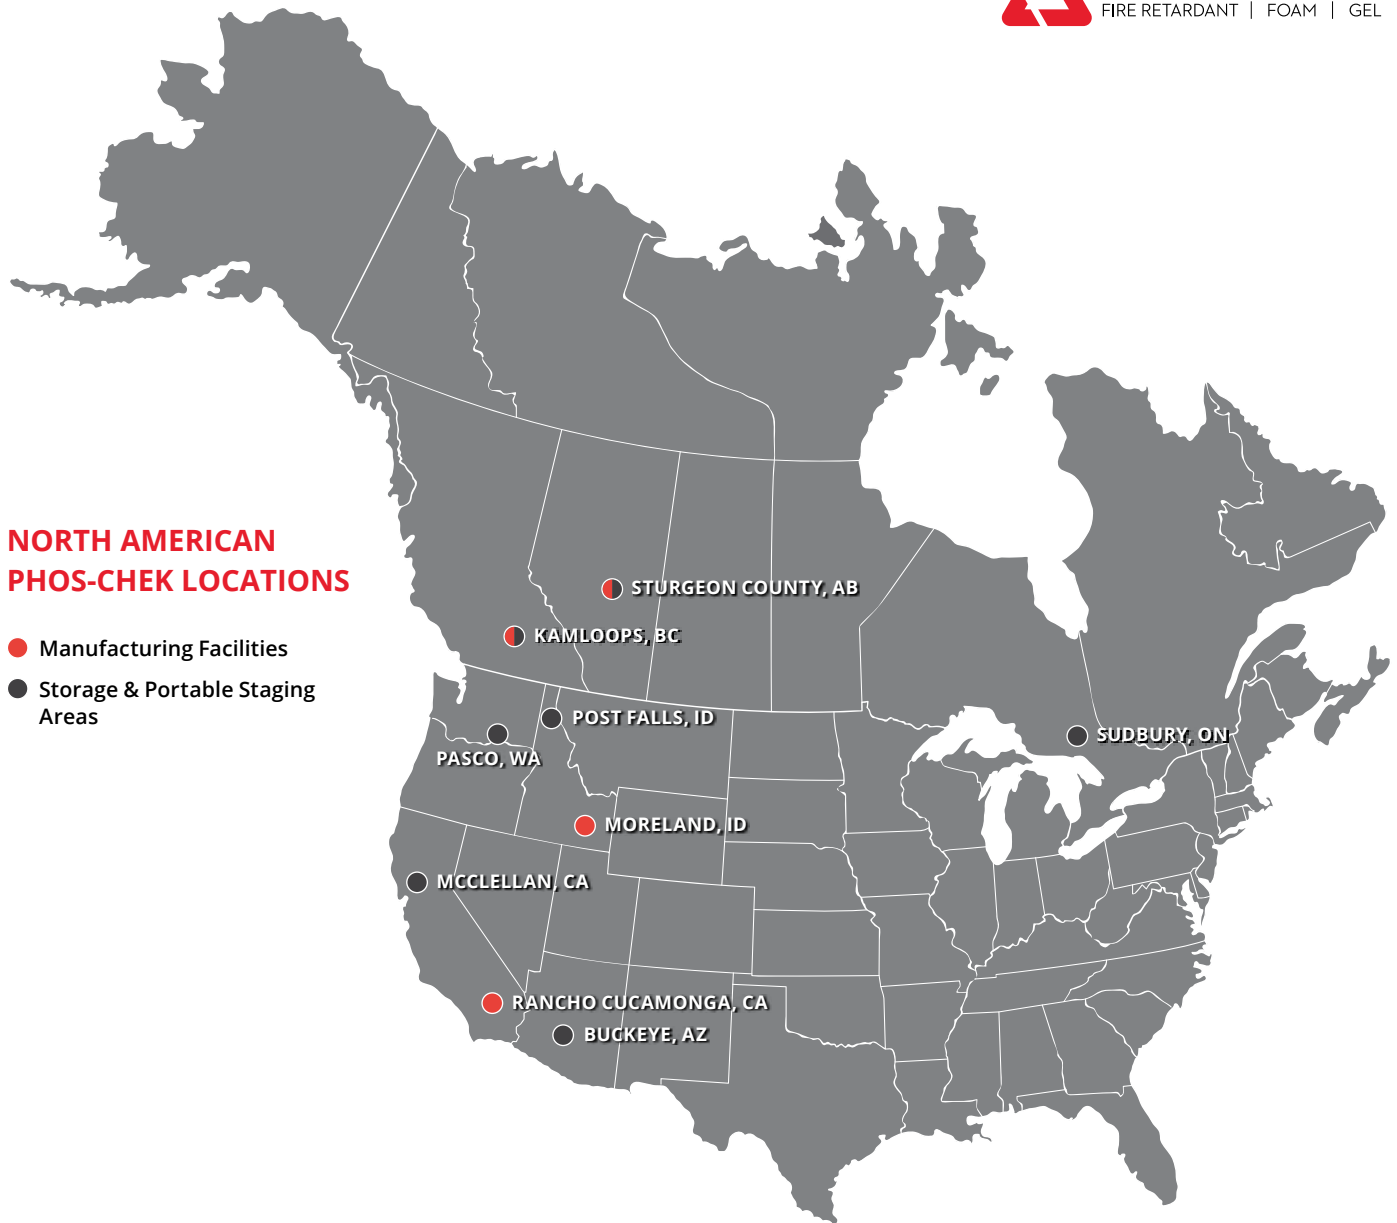 FIRE RETARDANT | FOAM | GEL
NORTH AMERICAN
PHOS-CHEK LOCATIONS
Manufacturing Facilities
Storage & Portable Staging
Areas
STURGEON COUNTY, AB
KAMLOOPS, BC
POST FALLS, ID
PASCO, WA
SUDBURY, ON
MORELAND, ID
MCCLELLAN, CA
RANCHO CUCAMONGA, CA
BUCKEYE, AZ